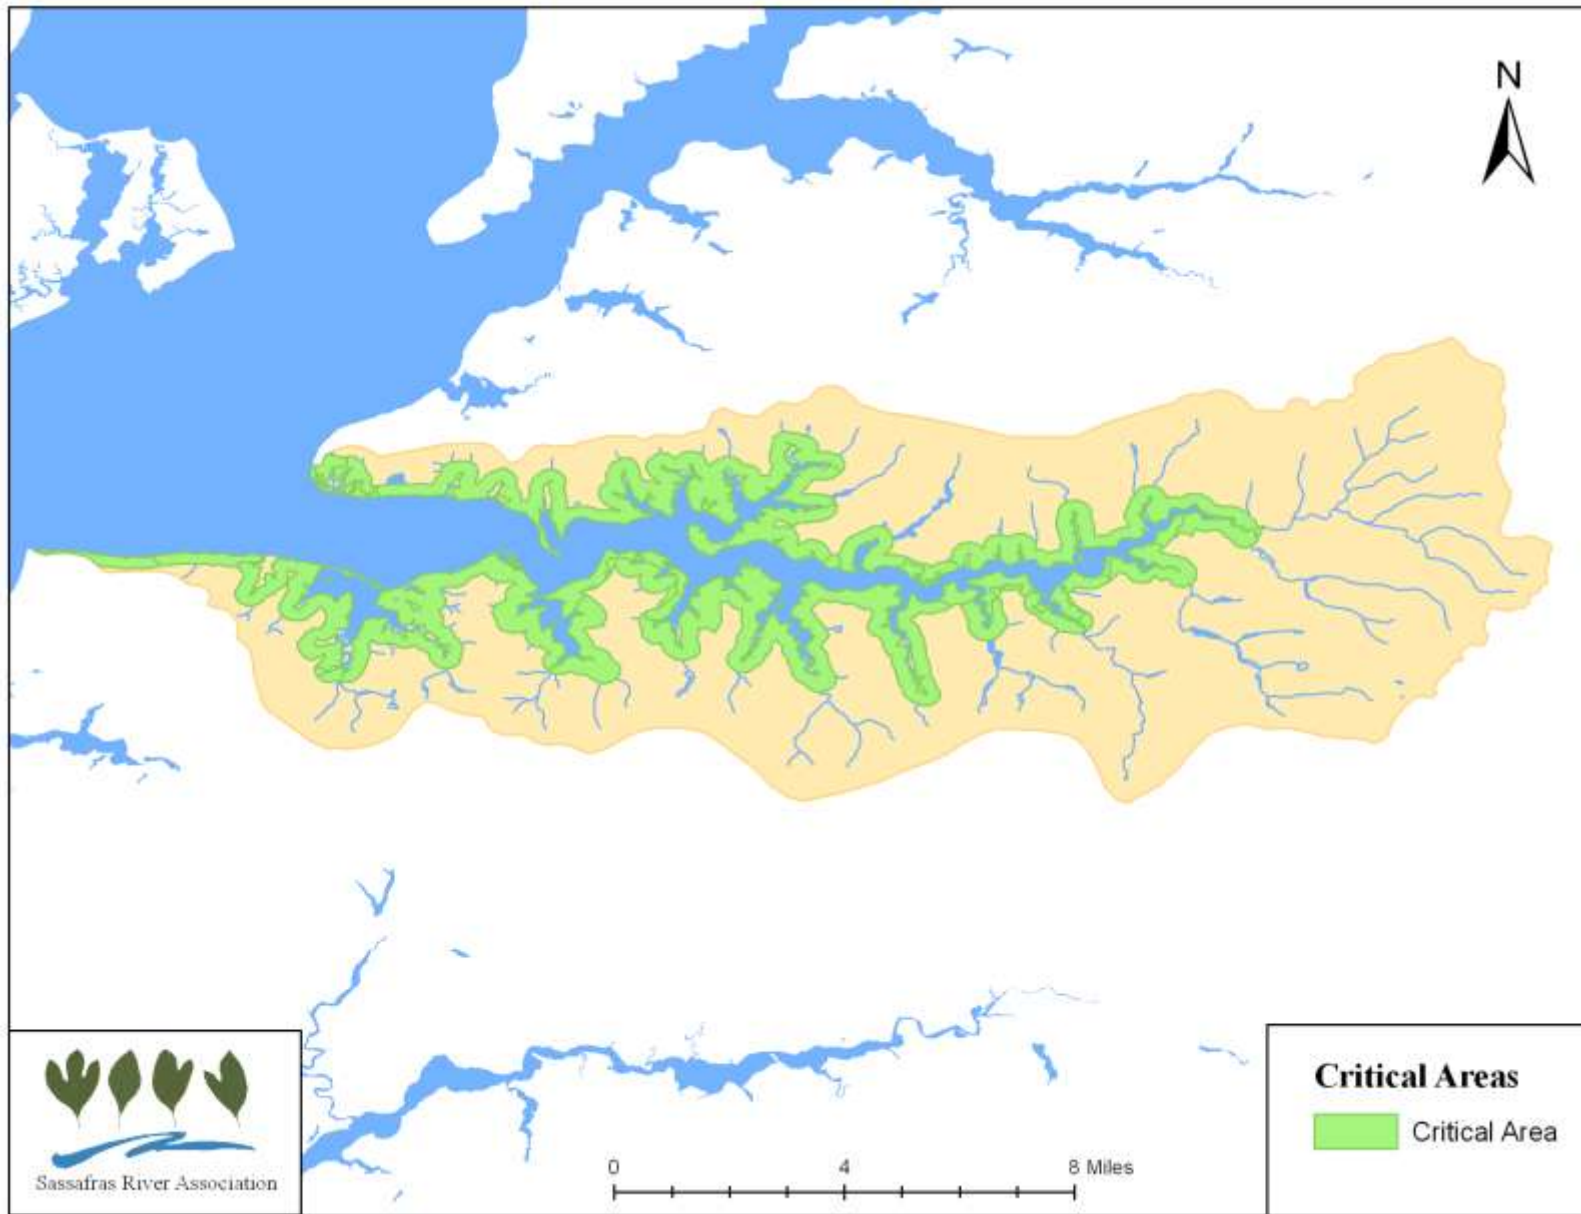 N
Sassafras River Association
0 4 8 Miles
Critical Areas
Critical Area